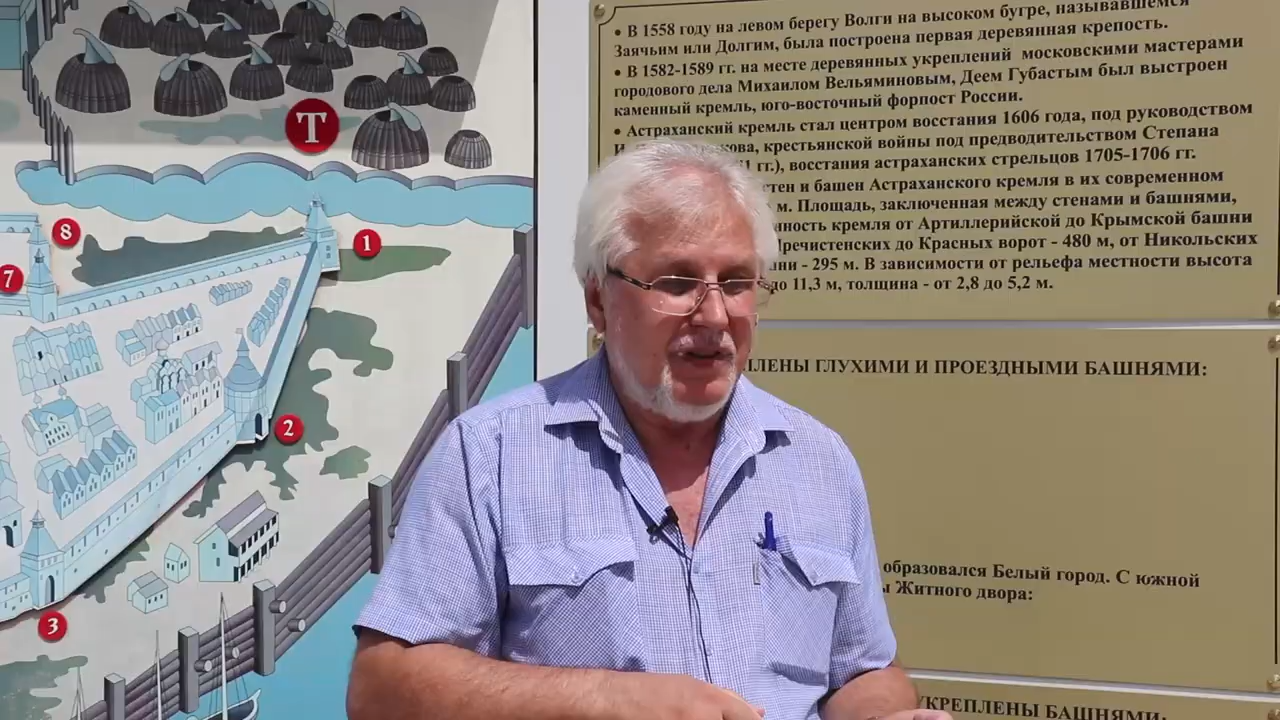 Т
8
1
7
2
3
• В 1558 году на левом берегу Волги на высоком бугре, называвшемся
Заячьим или Долгим, была построена первая деревянная крепость.
• В 1582-1589 гг. на месте деревянных укреплений московскими мастерами
городового дела Михаилом Вельяминовым, Деем Губастым был выстроен
каменный кремль, юго-восточный форпост России.
• Астраханский кремль стал центром восстания 1606 года, под руководством
крестьянской войны под предводительством Степана
гг.), восстания астраханских стрельцов 1705-1706 гг.
стен и башен Астраханского кремля в их современном
м. Площадь, заключенная между стенами и башнями,
кремля от Артиллерийской до Крымской башни
Пречистенских до Красных ворот - 480 м, от Никольских
- 295 м. В зависимости от рельефа местности высота
до 11,3 м, толщина - от 2,8 до 5,2 м.
ГЛУХИМИ И ПРОЕЗДНЫМИ БАШНЯМИ:
образовался Белый город. С южной
Житного двора:
УКРЕПЛЕНЫ БАШНЯМИ: